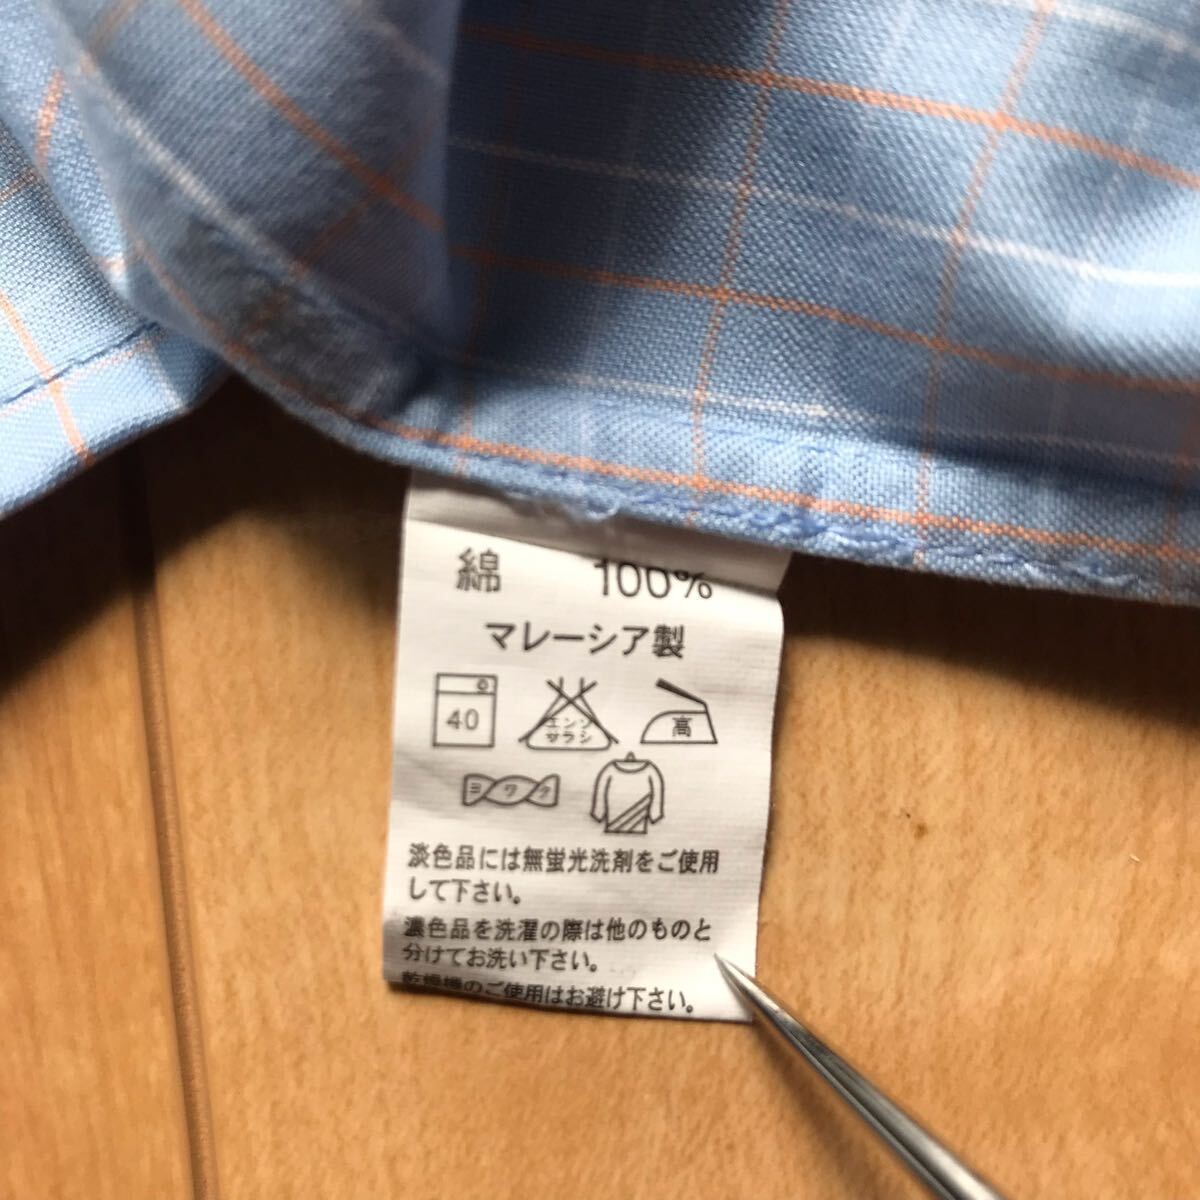 綿 100%
マレーシア製
40
エンソ
サラシ
高
ヨワク
淡色品には無蛍光洗剤をご使用
して下さい。
濃色品を洗濯の際は他のものと
分けてお洗い下さい。
乾燥機のご使用はお避け下さい。